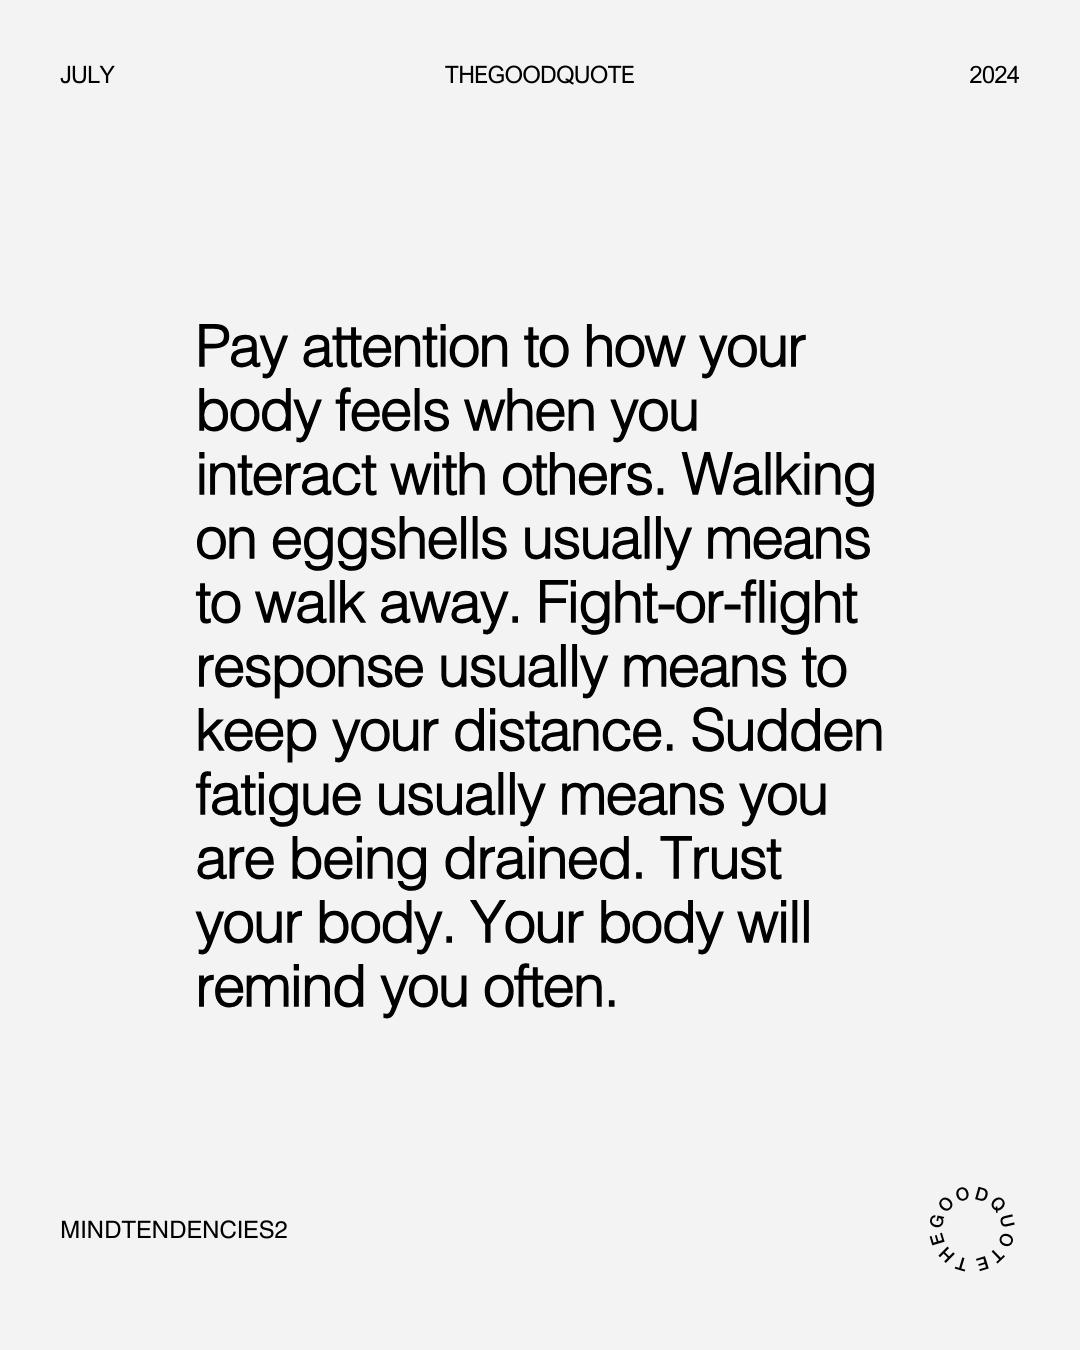 JULY THEGOODQUOTE 2024
Pay attention to how your
body feels when you
interact with others. Walking
on eggshells usually means
to walk away. Fight-or-flight
response usually means to
keep your distance. Sudden
fatigue usually means you
are being drained. Trust
your body. Your body will
remind you often.
MINDTENDENCIES2
THEGOODQUOTE